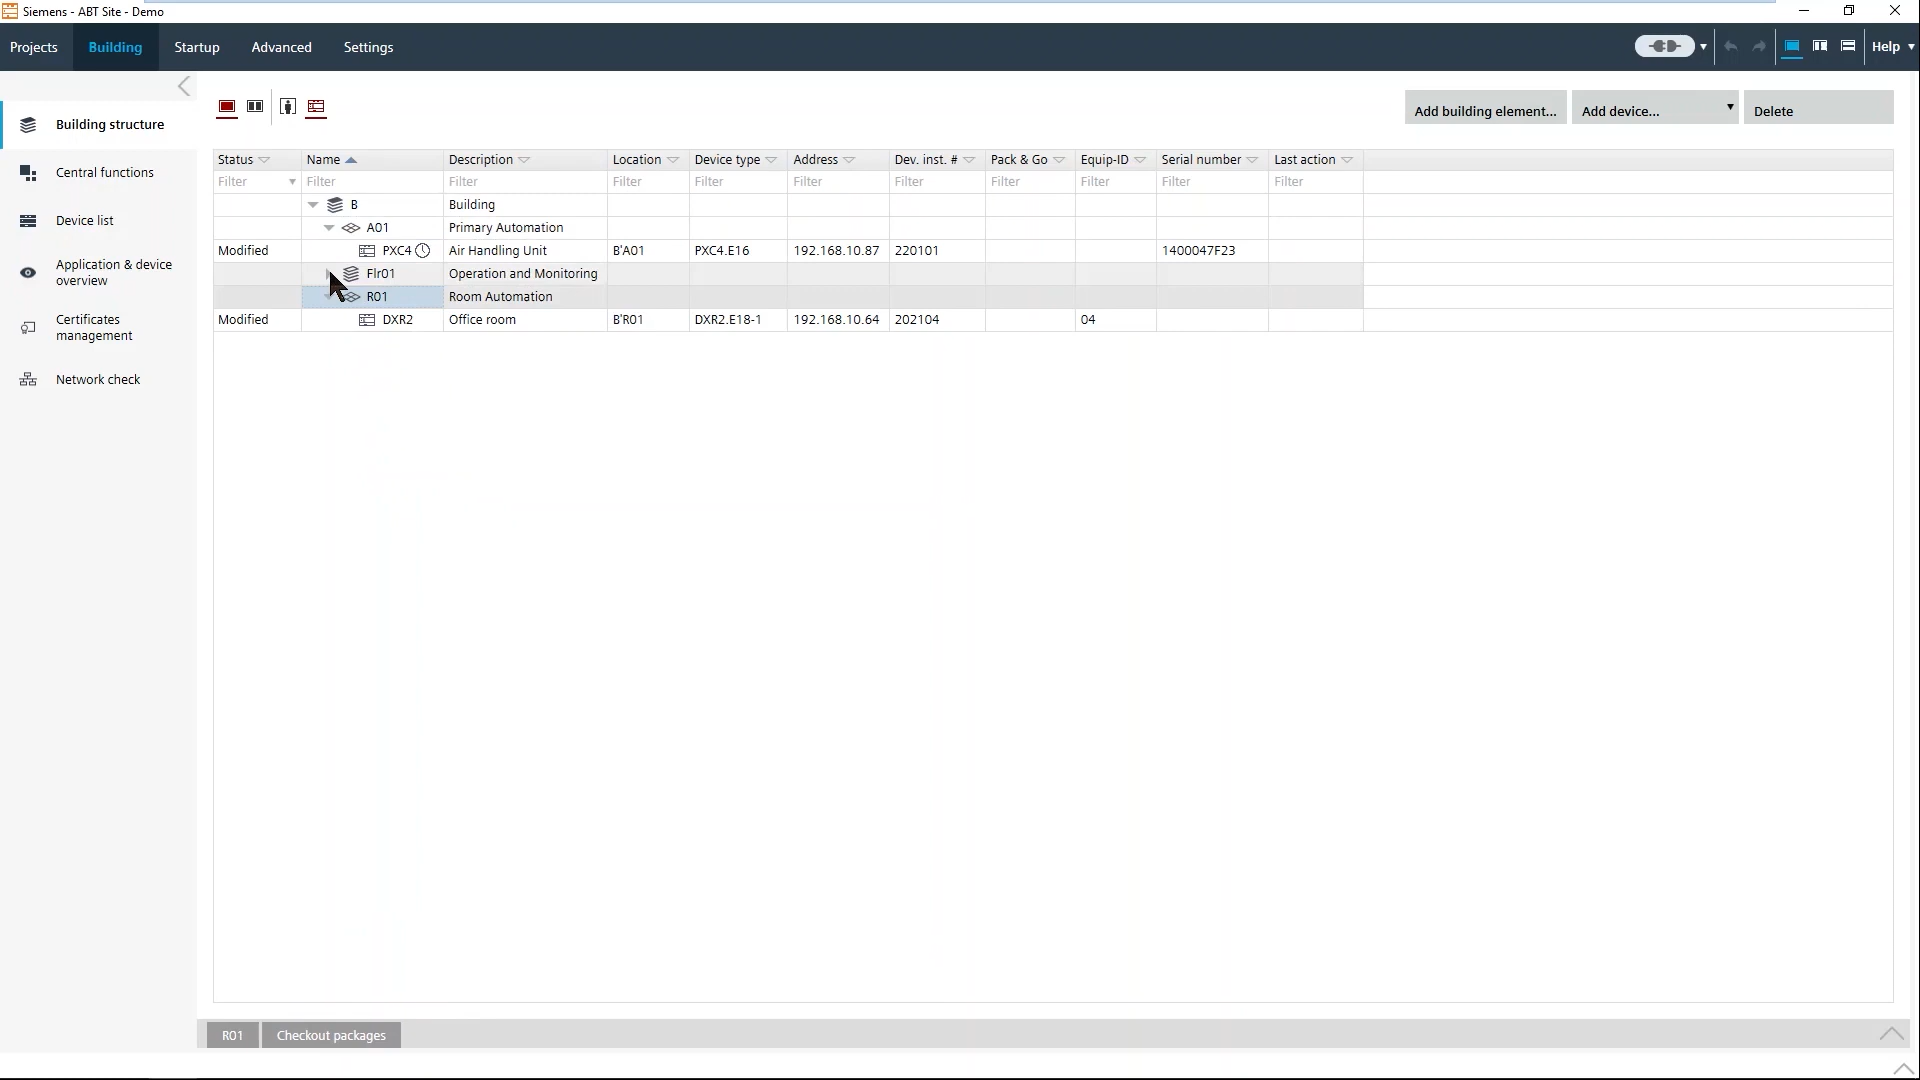 Siemens - ABT Site - Demo
Projects Building Startup Advanced Settings Help
Building structure
Central functions
Device list
Application & device
overview
Certificates
management
Network check
Add building element... Add device... Delete
Status Name Description Location Device type Address Dev. inst. # Pack & Go Equip-ID Serial number Last action
Filter Filter Filter Filter Filter Filter Filter Filter Filter Filter Filter
B Building
A01 Primary Automation
Modified PXC4 Air Handling Unit B'A01 PXC4.E16 192.168.10.87 220101 1400047F23
Flr01 Operation and Monitoring
R01 Room Automation
Modified DXR2 Office room B'R01 DXR2.E18-1 192.168.10.64 202104 04
R01 Checkout packages